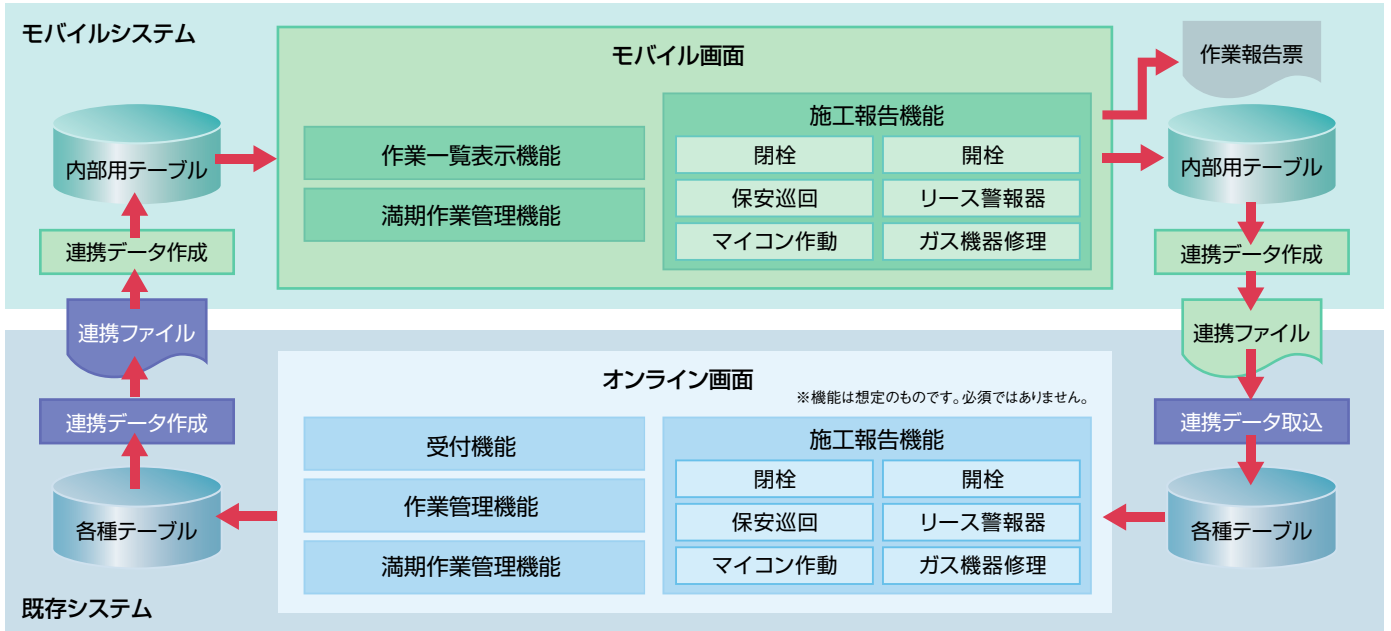 モバイルシステム
モバイル画面
作業報告票
内部用テーブル
作業一覧表示機能
満期作業管理機能
施工報告機能
閉栓
開栓
保安巡回
リース警報器
マイコン作動
ガス機器修理
内部用テーブル
連携データ作成
連携データ作成
連携ファイル
連携ファイル
オンライン画面
※機能は想定のものです。必須ではありません。
連携データ作成
連携データ取込
受付機能
作業管理機能
満期作業管理機能
施工報告機能
閉栓
開栓
保安巡回
リース警報器
マイコン作動
ガス機器修理
各種テーブル
各種テーブル
既存システム